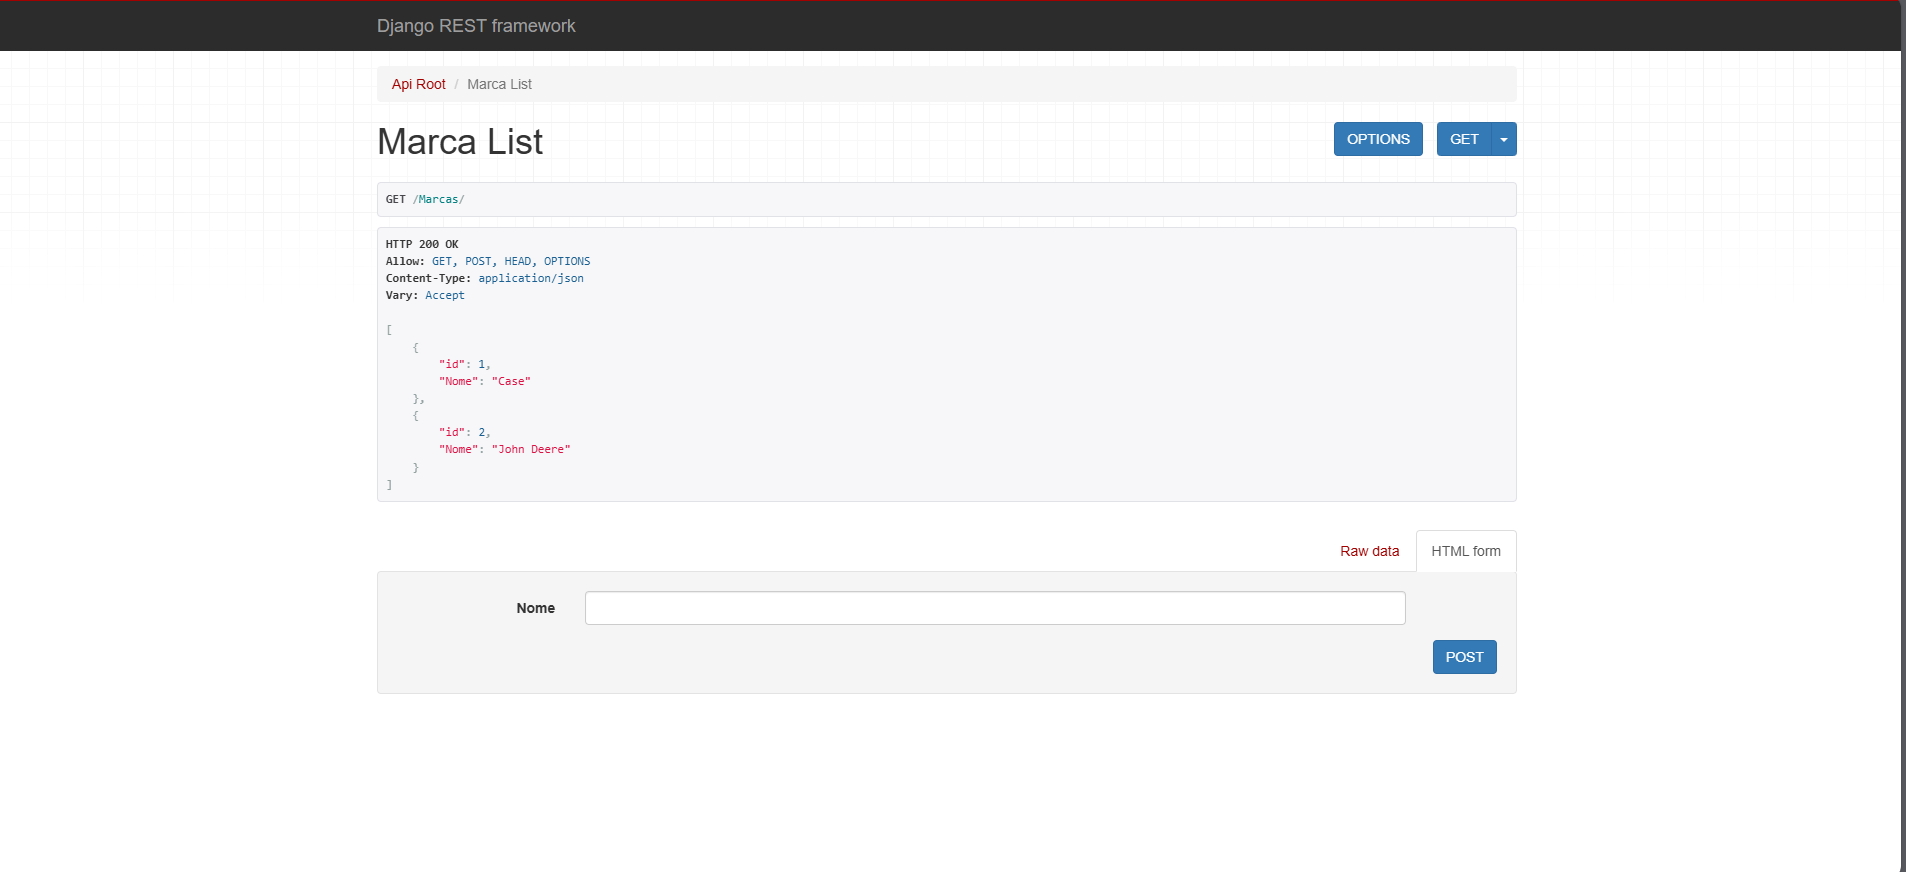 Django REST framework
Api Root / Marca List
Marca List
OPTIONS
GET
GET /Marcas/
HTTP 200 OK
Allow: GET, POST, HEAD, OPTIONS
Content-Type: application/json
Vary: Accept
[
    {
        "id": 1,
        "Nome": "Case"
    },
    {
        "id": 2,
        "Nome": "John Deere"
    }
]
Raw data
HTML form
Nome
POST